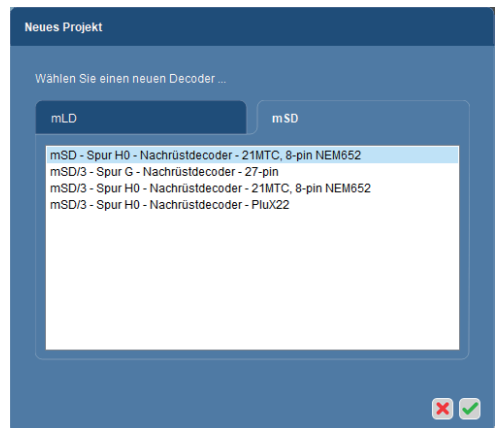 Neues Projekt
Wählen Sie einen neuen Decoder ...
mLD
mSD
mSD - Spur H0 - Nachrüstdecoder - 21MTC, 8-pin NEM652
mSD/3 - Spur G - Nachrüstdecoder - 27-pin
mSD/3 - Spur H0 - Nachrüstdecoder - 21MTC, 8-pin NEM652
mSD/3 - Spur H0 - Nachrüstdecoder - PluX22